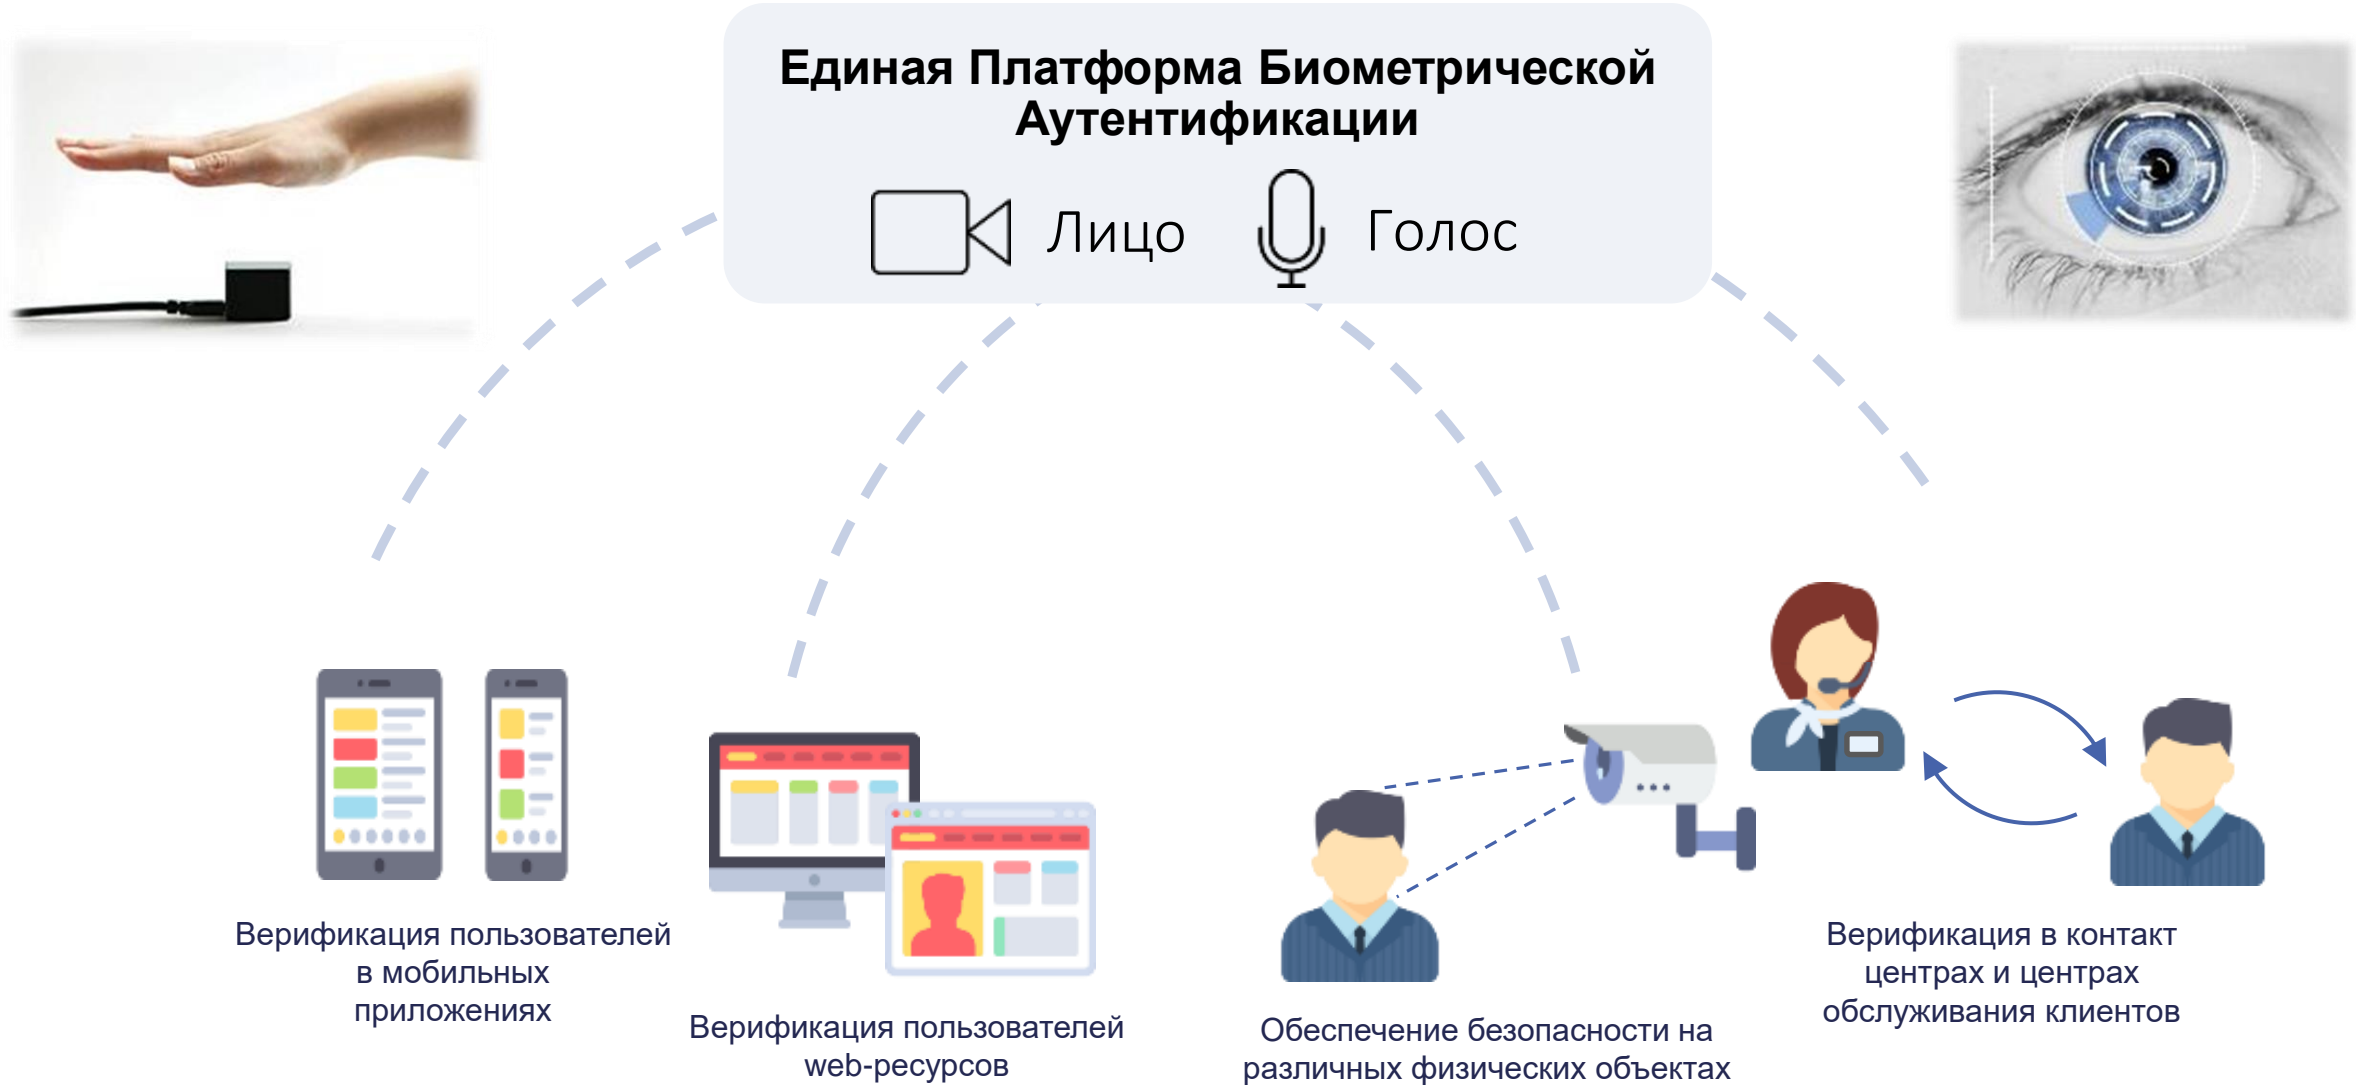 Единая Платформа Биометрической
Аутентификации
Лицо
Голос
Верификация пользователей
в мобильных
приложениях
Верификация пользователей
web-ресурсов
Обеспечение безопасности на
различных физических объектах
Верификация в контакт
центрах и центрах
обслуживания клиентов